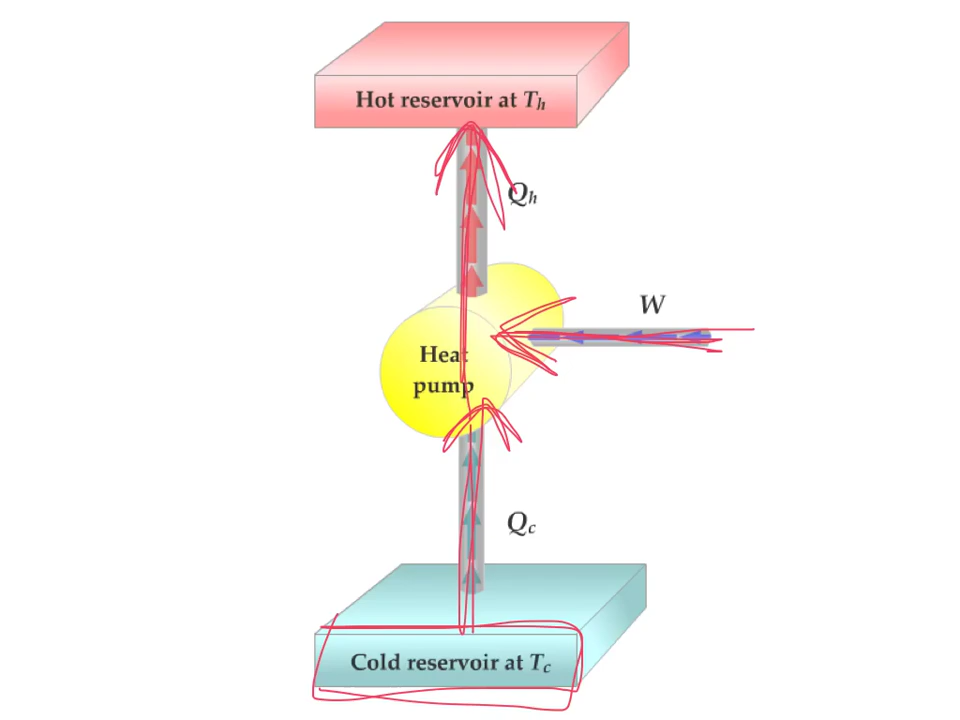 Hot reservoir at Th
Qh
W
Heat
pump
Qc
Cold reservoir at Tc